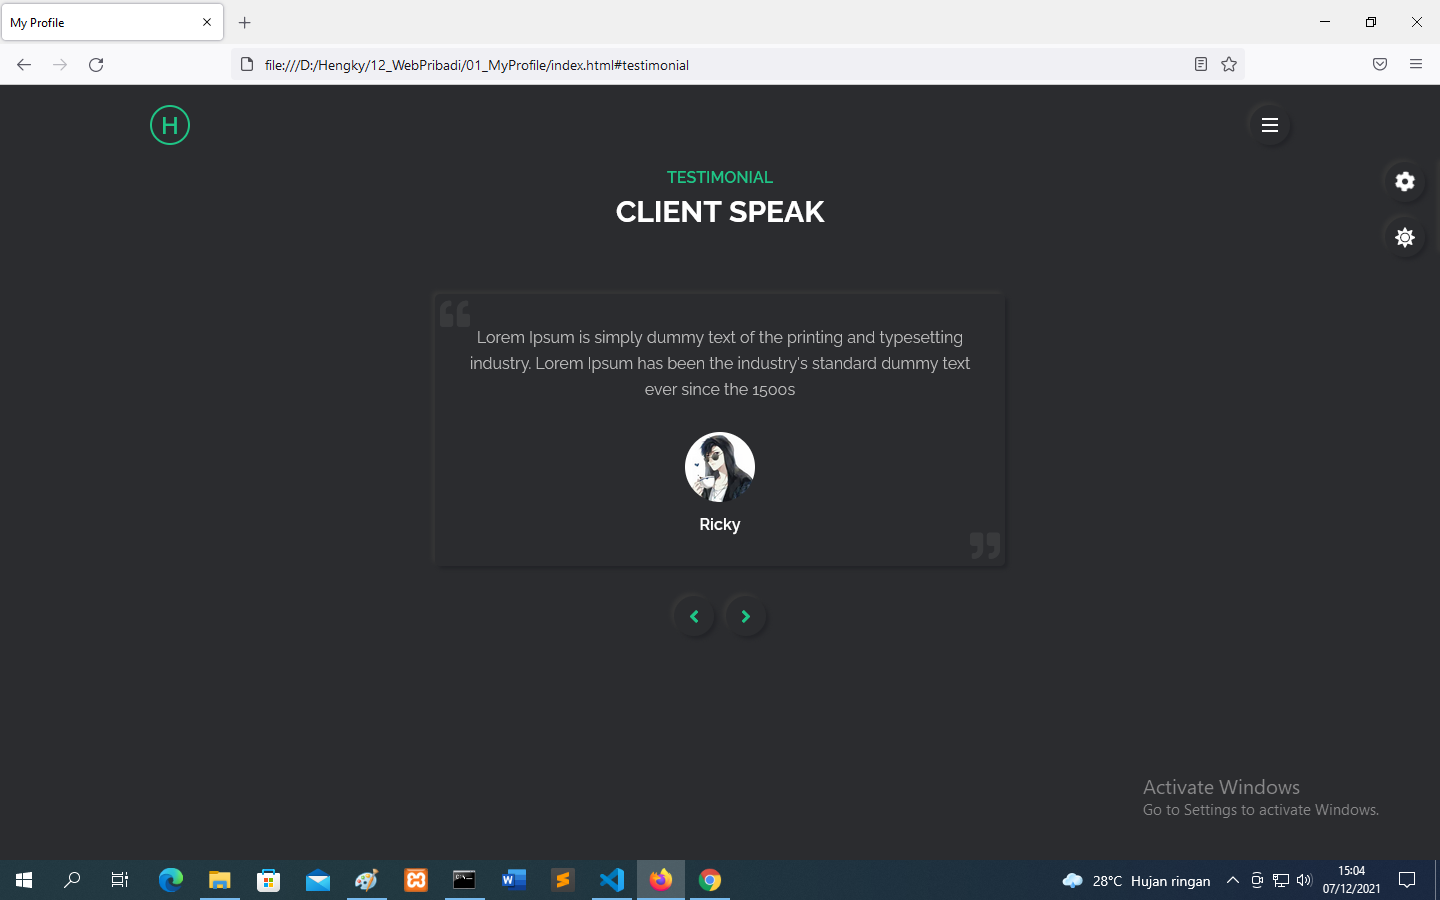 My Profile
file:///D:/Hengky/12_WebPribadi/01_MyProfile/index.html#testimonial
H
TESTIMONIAL
CLIENT SPEAK
Lorem Ipsum is simply dummy text of the printing and typesetting
industry. Lorem Ipsum has been the industry's standard dummy text
ever since the 1500s
Ricky
Activate Windows
Go to Settings to activate Windows.
28°C Hujan ringan
15:04
07/12/2021